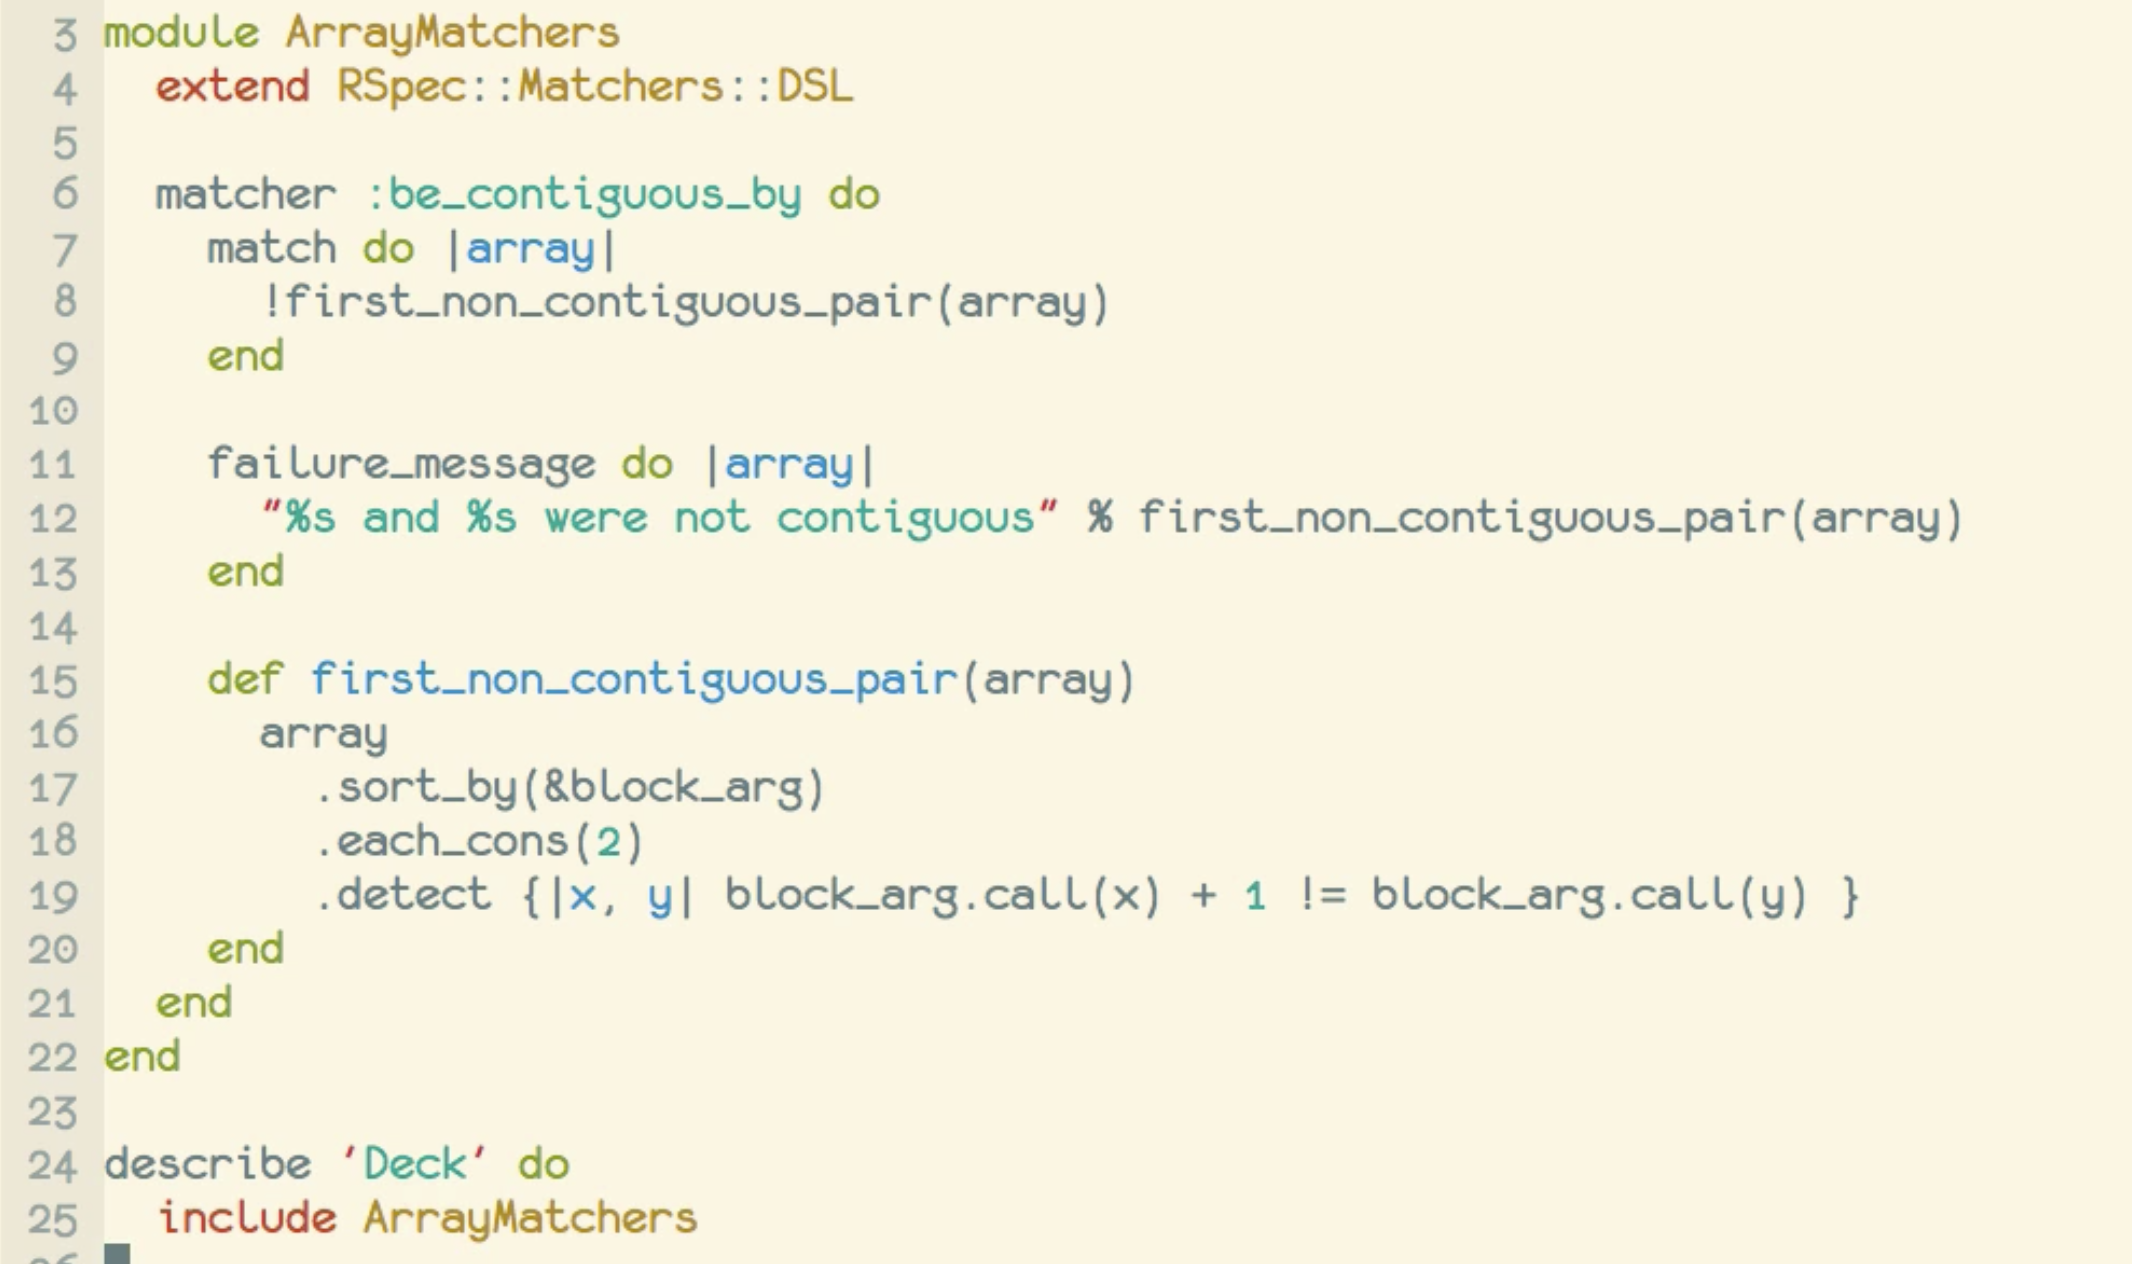 3 module ArrayMatchers
4   extend RSpec::Matchers::DSL
5
6   matcher :be_contiguous_by do
7     match do |array|
8       !first_non_contiguous_pair(array)
9     end
10
11     failure_message do |array|
12       "%s and %s were not contiguous" % first_non_contiguous_pair(array)
13     end
14
15     def first_non_contiguous_pair(array)
16       array
17         .sort_by(&block_arg)
18         .each_cons(2)
19         .detect {|x, y| block_arg.call(x) + 1 != block_arg.call(y) }
20     end
21   end
22 end
23
24 describe 'Deck' do
25   include ArrayMatchers